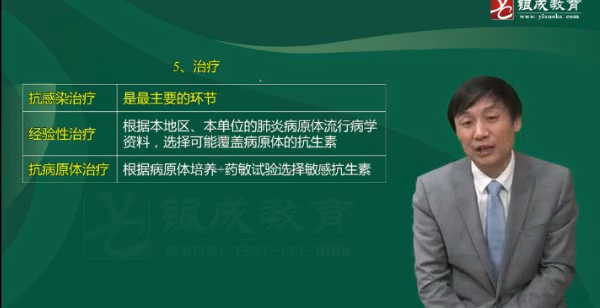 银成教育
www.yixueks.com
5、治疗
抗感染治疗 是最主要的环节
经验性治疗 根据本地区、本单位的肺炎病原体流行病学
资料，选择可能覆盖病原体的抗生素
抗病原体治疗 根据病原体培养+药敏试验选择敏感抗生素
银成教育